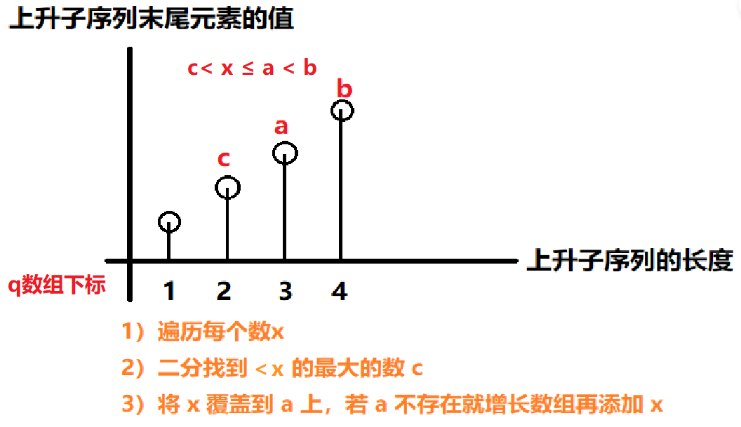 上升子序列末尾元素的值
c< x ≤ a < b
b
a
c
上升子序列的长度
q数组下标
1 2 3 4
1）遍历每个数x
2）二分找到 <x 的最大的数 c
3）将 x 覆盖到 a 上，若 a 不存在就增长数组再添加 x